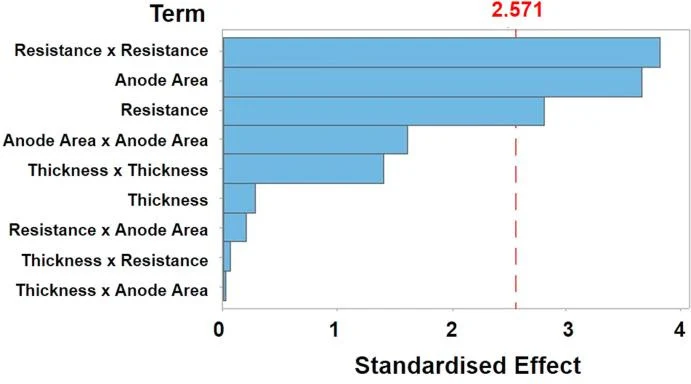 Term
2.571
Resistance x Resistance
Anode Area
Resistance
Anode Area x Anode Area
Thickness x Thickness
Thickness
Resistance x Anode Area
Thickness x Resistance
Thickness x Anode Area
0 1 2 3 4
Standardised Effect